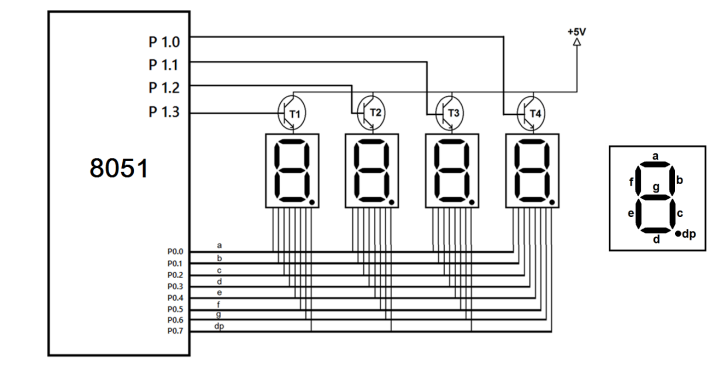 +5V
P 1.0
P 1.1
P 1.2
P 1.3
T1 T2 T3 T4
8051
a
f b
g
e c
d dp
P0.0 a
P0.1 b
P0.2 c
P0.3 d
P0.4 e
P0.5 f
P0.6 g
P0.7 dp